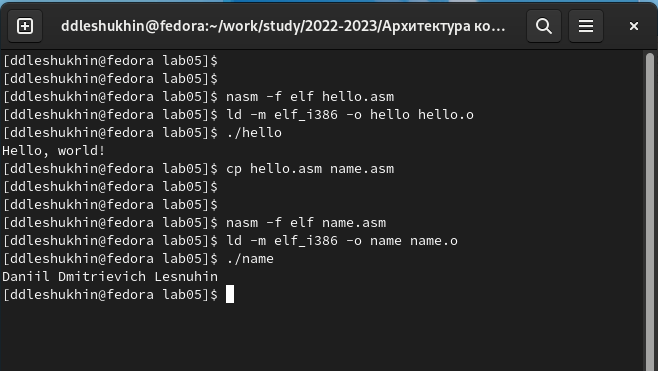 ddleshukhin@fedora:~/work/study/2022-2023/Архитектура ко...
[ddleshukhin@fedora lab05]$
[ddleshukhin@fedora lab05]$
[ddleshukhin@fedora lab05]$ nasm -f elf hello.asm
[ddleshukhin@fedora lab05]$ ld -m elf_i386 -o hello hello.o
[ddleshukhin@fedora lab05]$ ./hello
Hello, world!
[ddleshukhin@fedora lab05]$ cp hello.asm name.asm
[ddleshukhin@fedora lab05]$
[ddleshukhin@fedora lab05]$
[ddleshukhin@fedora lab05]$ nasm -f elf name.asm
[ddleshukhin@fedora lab05]$ ld -m elf_i386 -o name name.o
[ddleshukhin@fedora lab05]$ ./name
Daniil Dmitrievich Lesnuhin
[ddleshukhin@fedora lab05]$